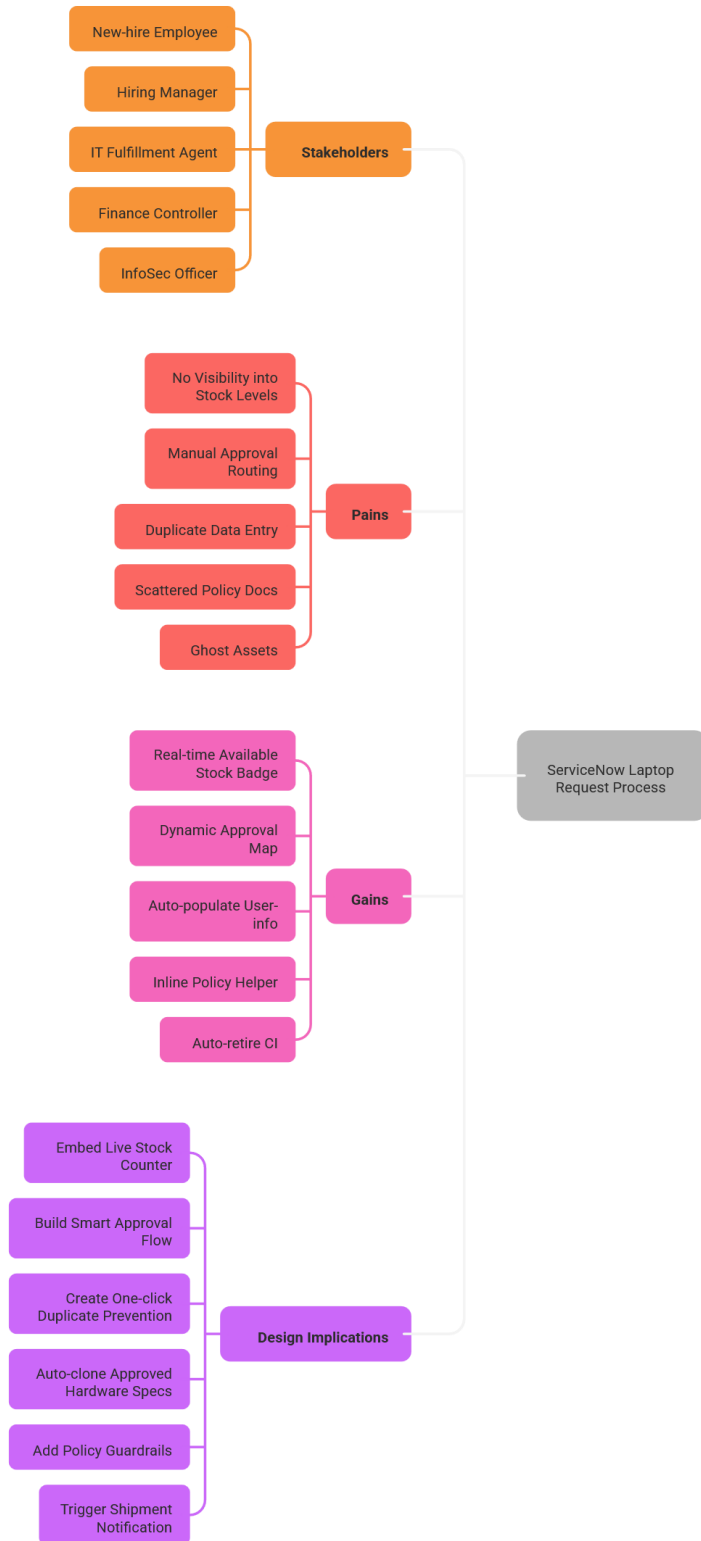 New-hire Employee
Hiring Manager
IT Fulfillment Agent
Finance Controller
InfoSec Officer
Stakeholders
No Visibility into
Stock Levels
Manual Approval
Routing
Duplicate Data Entry
Scattered Policy Docs
Ghost Assets
Pains
Real-time Available
Stock Badge
Dynamic Approval
Map
Auto-populate User-
info
Inline Policy Helper
Auto-retire CI
Gains
ServiceNow Laptop
Request Process
Embed Live Stock
Counter
Build Smart Approval
Flow
Create One-click
Duplicate Prevention
Auto-clone Approved
Hardware Specs
Add Policy Guardrails
Trigger Shipment
Notification
Design Implications